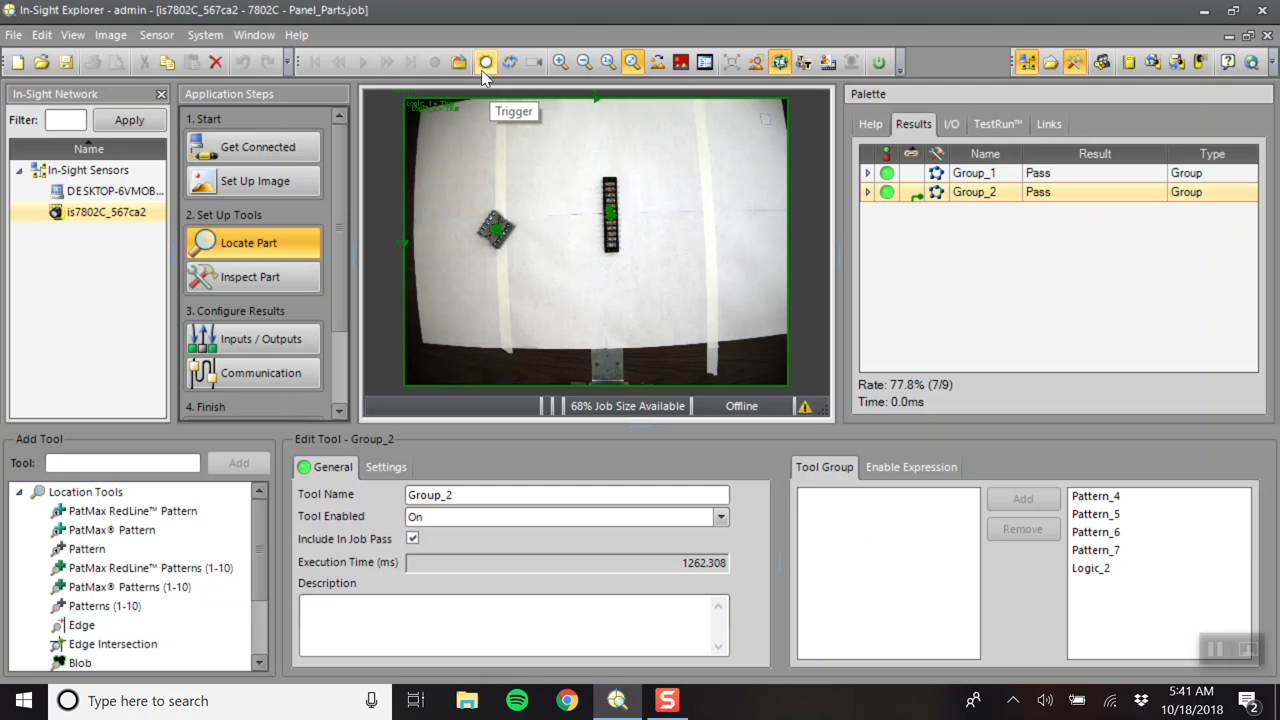 In-Sight Explorer - admin - [is7802C_567ca2 - 7802C - Panel_Parts.job]
File Edit View Image Sensor System Window Help
In-Sight Network
Filter: Apply
Name
In-Sight Sensors
DESKTOP-6VMOB...
is7802C_567ca2
Application Steps
1. Start
Get Connected
Set Up Image
2. Set Up Tools
Locate Part
Inspect Part
3. Configure Results
Inputs / Outputs
Communication
4. Finish
Trigger
68% Job Size Available Offline
Palette
Help Results I/O TestRun™ Links
Name Result Type
Group_1 Pass Group
Group_2 Pass Group
Rate: 77.8% (7/9)
Time: 0.0ms
Add Tool
Tool: Add
Location Tools
PatMax RedLine™ Pattern
PatMax® Pattern
Pattern
PatMax RedLine™ Patterns (1-10)
PatMax® Patterns (1-10)
Patterns (1-10)
Edge
Edge Intersection
Blob
Edit Tool - Group_2
General Settings
Tool Name Group_2
Tool Enabled On
Include In Job Pass
Execution Time (ms) 1262.308
Description
Tool Group Enable Expression
Add
Remove
Pattern_4
Pattern_5
Pattern_6
Pattern_7
Logic_2
Type here to search
5:41 AM
10/18/2018
2